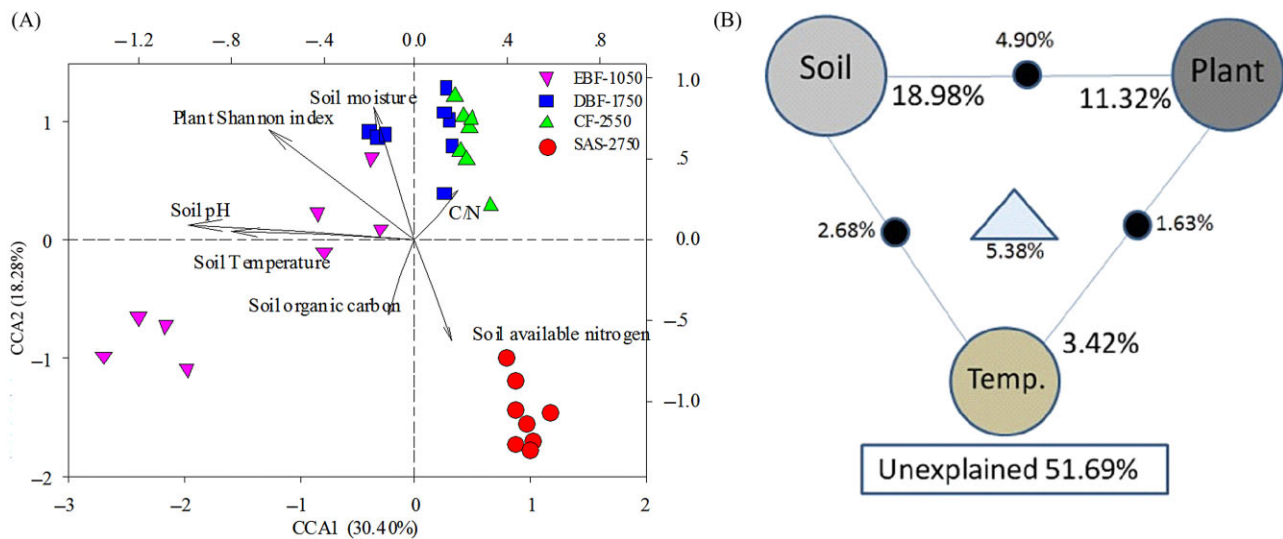 (A)
−1.2 −.8 −.4 0.0 .4 .8
EBF-1050
DBF-1750
CF-2550
SAS-2750
Soil moisture
Plant Shannon index
C/N
Soil pH
Soil Temperature
Soil organic carbon
Soil available nitrogen
1
0
−1
−2
CCA2 (18.28%)
1.0
.5
0.0
−.5
−1.0
−3 −2 −1 0 1 2
CCA1 (30.40%)
(B)
Soil
4.90%
Plant
18.98%
11.32%
2.68%
5.38%
1.63%
3.42%
Temp.
Unexplained 51.69%